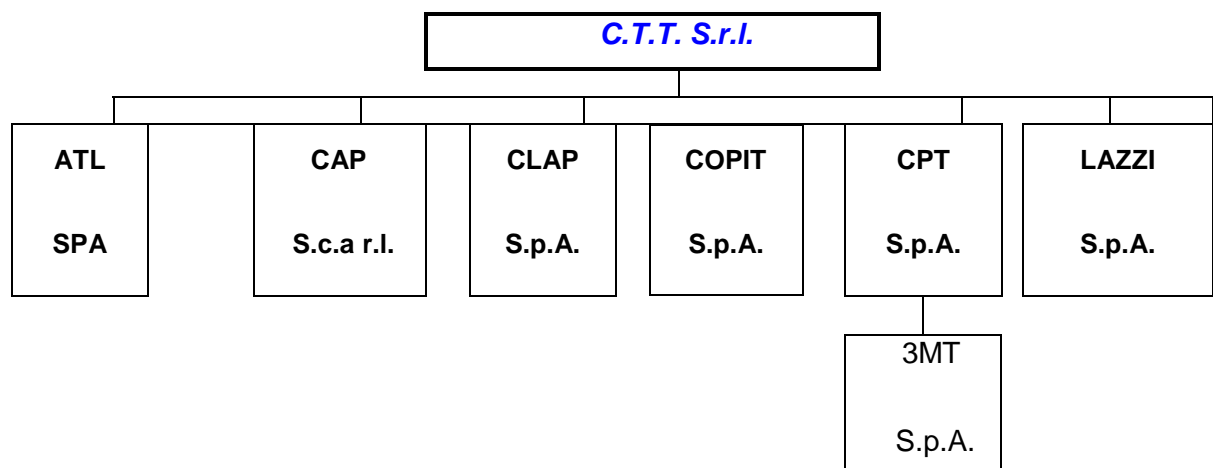 C.T.T. S.r.l.
ATL
SPA
CAP
S.c.a r.l.
CLAP
S.p.A.
COPIT
S.p.A.
CPT
S.p.A.
LAZZI
S.p.A.
3MT
S.p.A.